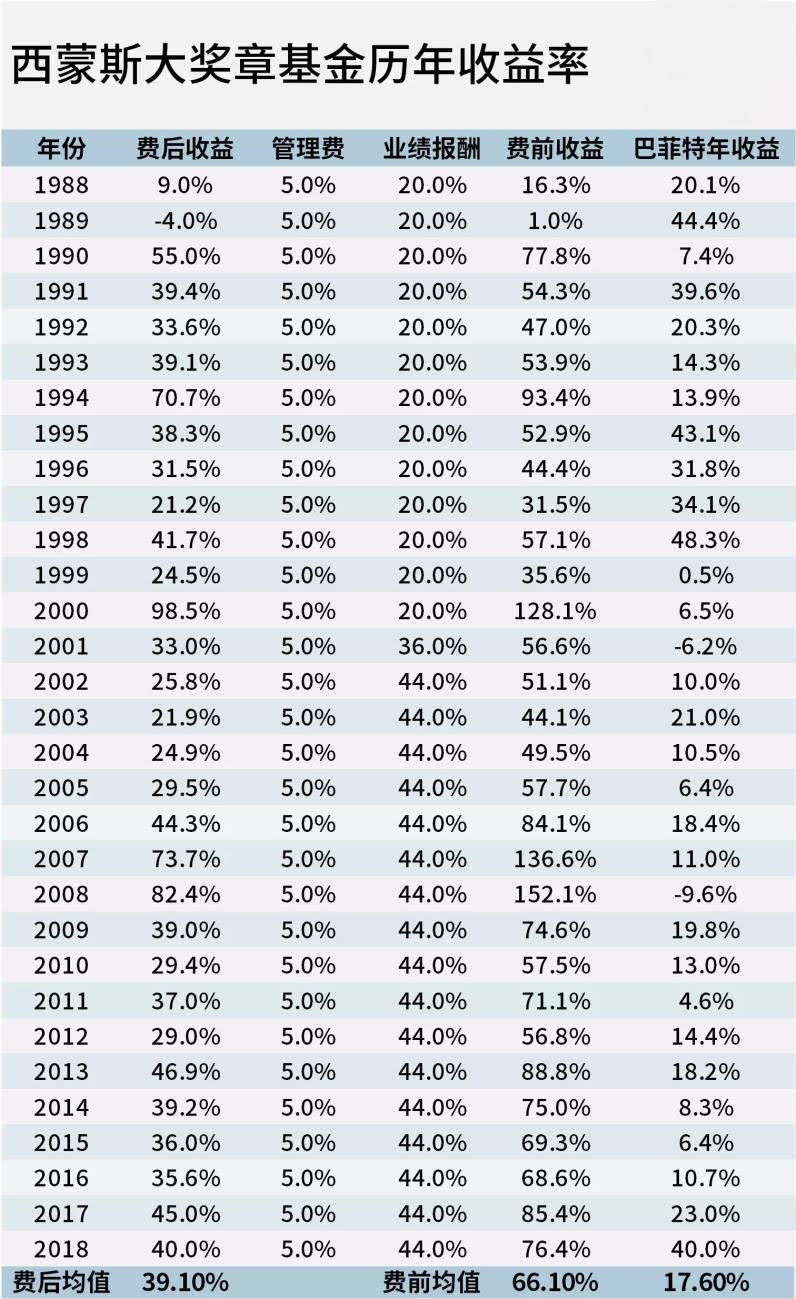 西蒙斯大奖章基金历年收益率
年份 费后收益 管理费 业绩报酬 费前收益 巴菲特年收益
1988 9.0% 5.0% 20.0% 16.3% 20.1%
1989 -4.0% 5.0% 20.0% 1.0% 44.4%
1990 55.0% 5.0% 20.0% 77.8% 7.4%
1991 39.4% 5.0% 20.0% 54.3% 39.6%
1992 33.6% 5.0% 20.0% 47.0% 20.3%
1993 39.1% 5.0% 20.0% 53.9% 14.3%
1994 70.7% 5.0% 20.0% 93.4% 13.9%
1995 38.3% 5.0% 20.0% 52.9% 43.1%
1996 31.5% 5.0% 20.0% 44.4% 31.8%
1997 21.2% 5.0% 20.0% 31.5% 34.1%
1998 41.7% 5.0% 20.0% 57.1% 48.3%
1999 24.5% 5.0% 20.0% 35.6% 0.5%
2000 98.5% 5.0% 20.0% 128.1% 6.5%
2001 33.0% 5.0% 36.0% 56.6% -6.2%
2002 25.8% 5.0% 44.0% 51.1% 10.0%
2003 21.9% 5.0% 44.0% 44.1% 21.0%
2004 24.9% 5.0% 44.0% 49.5% 10.5%
2005 29.5% 5.0% 44.0% 57.7% 6.4%
2006 44.3% 5.0% 44.0% 84.1% 18.4%
2007 73.7% 5.0% 44.0% 136.6% 11.0%
2008 82.4% 5.0% 44.0% 152.1% -9.6%
2009 39.0% 5.0% 44.0% 74.6% 19.8%
2010 29.4% 5.0% 44.0% 57.5% 13.0%
2011 37.0% 5.0% 44.0% 71.1% 4.6%
2012 29.0% 5.0% 44.0% 56.8% 14.4%
2013 46.9% 5.0% 44.0% 88.8% 18.2%
2014 39.2% 5.0% 44.0% 75.0% 8.3%
2015 36.0% 5.0% 44.0% 69.3% 6.4%
2016 35.6% 5.0% 44.0% 68.6% 10.7%
2017 45.0% 5.0% 44.0% 85.4% 23.0%
2018 40.0% 5.0% 44.0% 76.4% 40.0%
费后均值 39.10% 费前均值 66.10% 17.60%